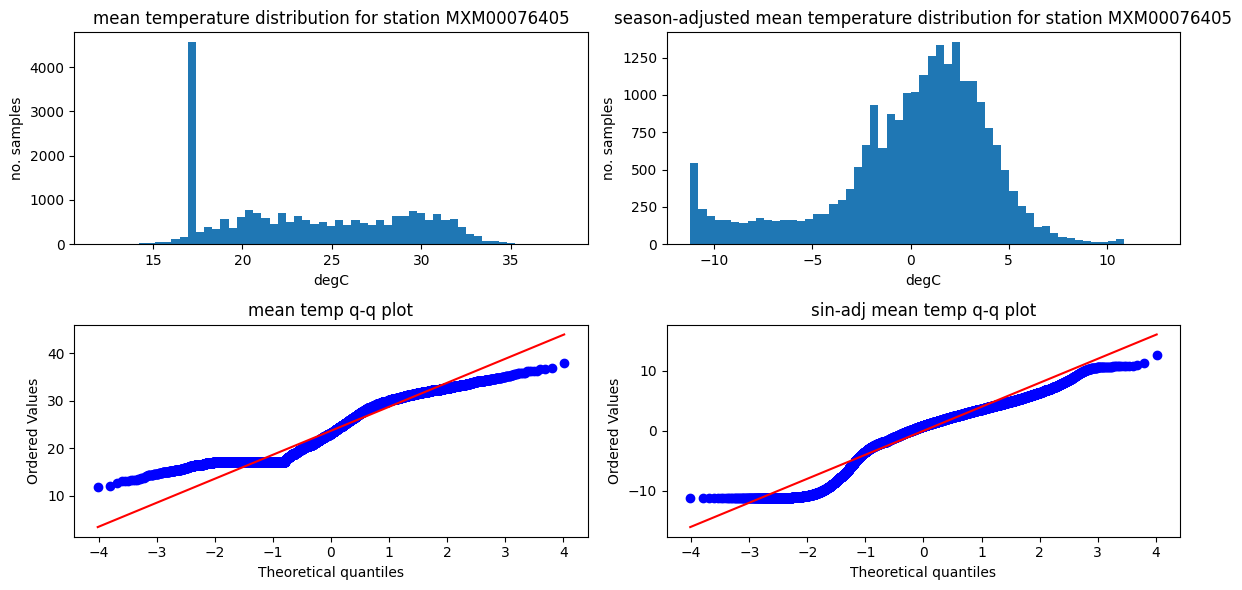 mean temperature distribution for station MXM00076405
no. samples
4000
3000
2000
1000
0
15 20 25 30 35
degC
season-adjusted mean temperature distribution for station MXM00076405
no. samples
1250
1000
750
500
250
0
−10 −5 0 5 10
degC
mean temp q-q plot
Ordered Values
40
30
20
10
−4 −3 −2 −1 0 1 2 3 4
Theoretical quantiles
sin-adj mean temp q-q plot
Ordered Values
10
0
−10
−4 −3 −2 −1 0 1 2 3 4
Theoretical quantiles